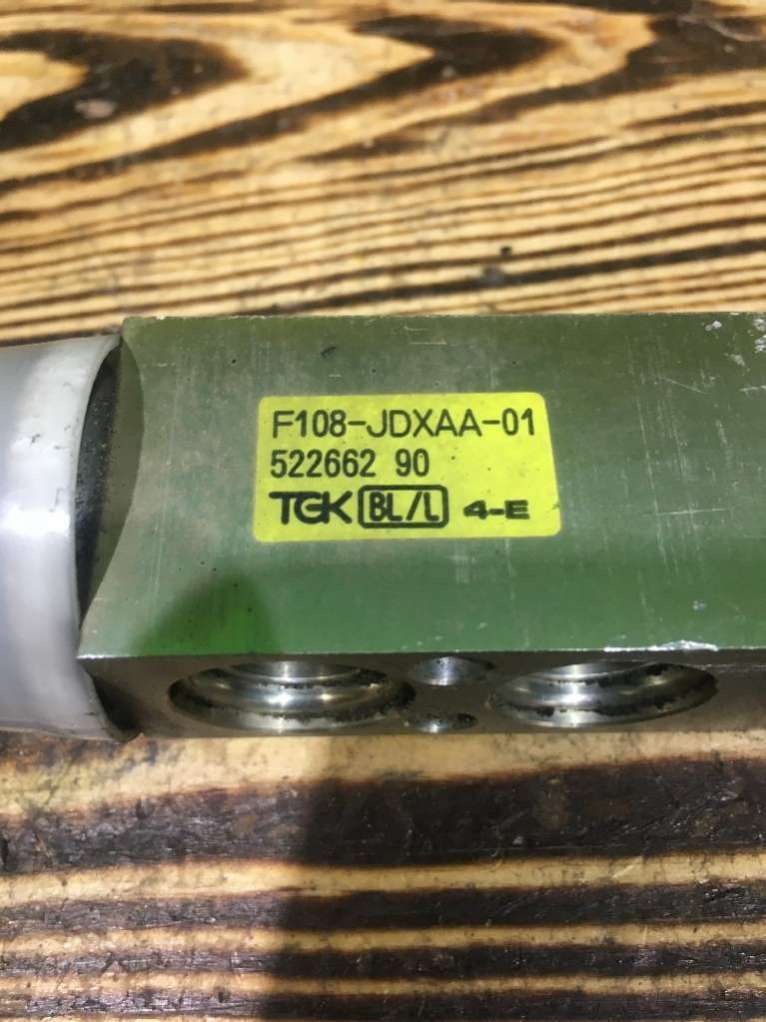 F108-JDXAA-01
522662 90
TGK BL/L 4-E